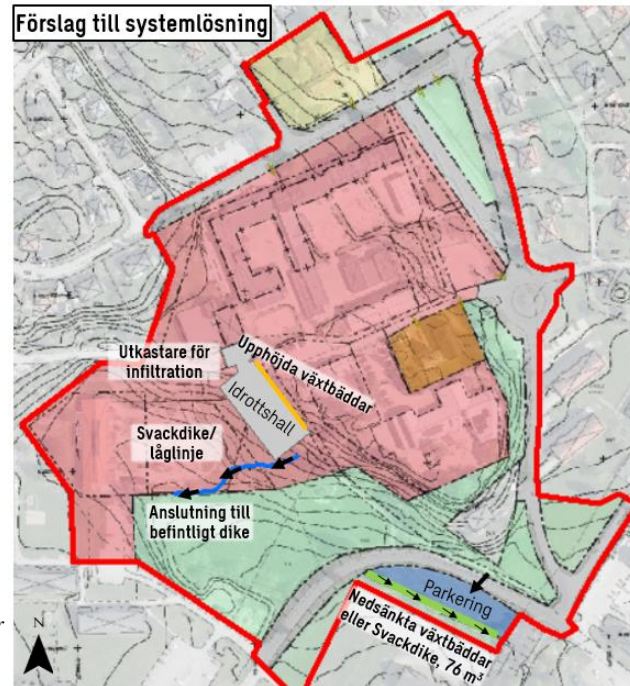 Förslag till systemlösning
Utkastare för
infiltration
Upphöjda växtbäddar
Idrottshall
Svackdike/
låglinje
Anslutning till
befintligt dike
Parkering
Nedsänkta växtbäddar
eller Svackdike, 76 m³
N